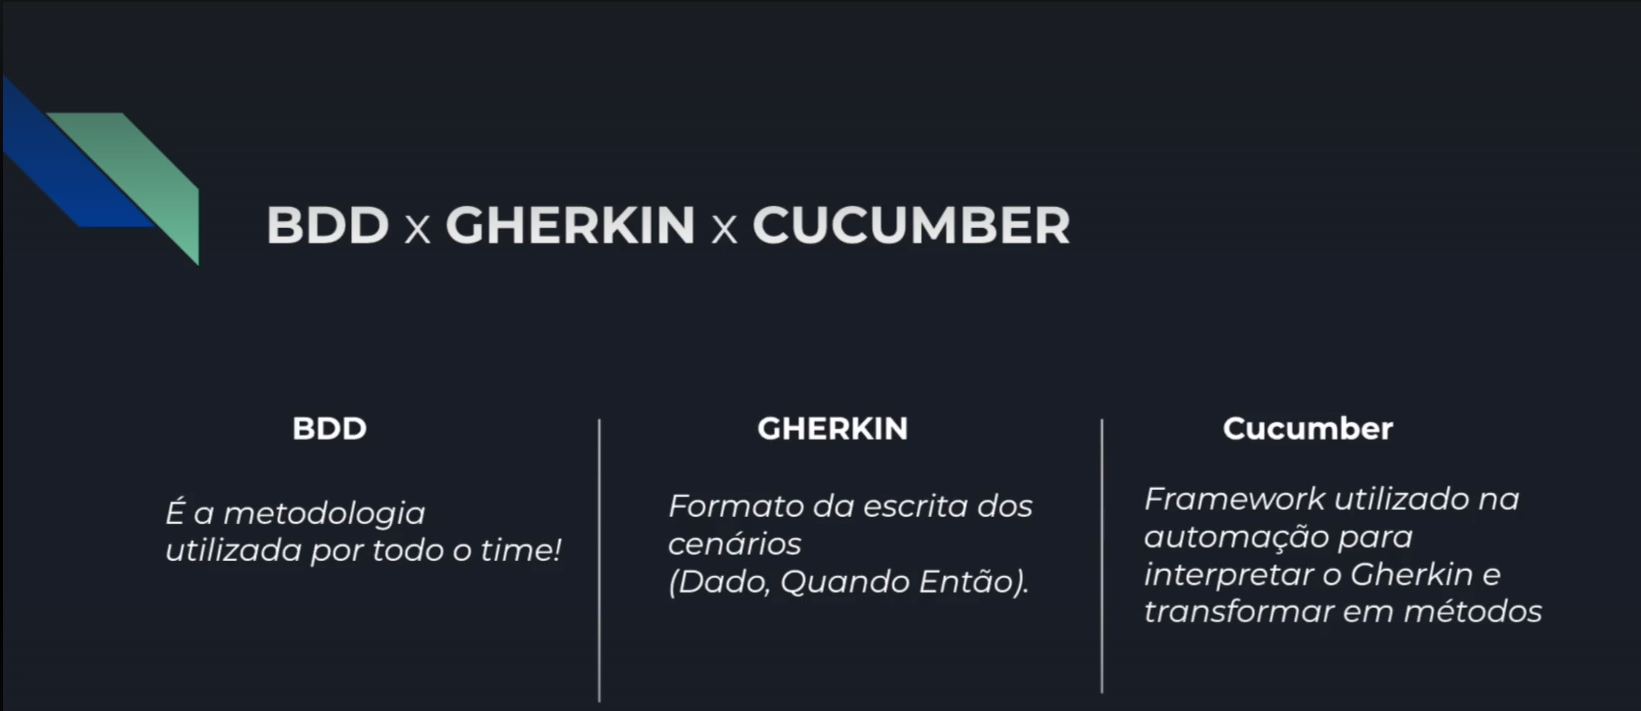 BDD x GHERKIN x CUCUMBER
BDD
É a metodologia
utilizada por todo o time!
GHERKIN
Formato da escrita dos
cenários
(Dado, Quando Então).
Cucumber
Framework utilizado na
automação para
interpretar o Gherkin e
transformar em métodos